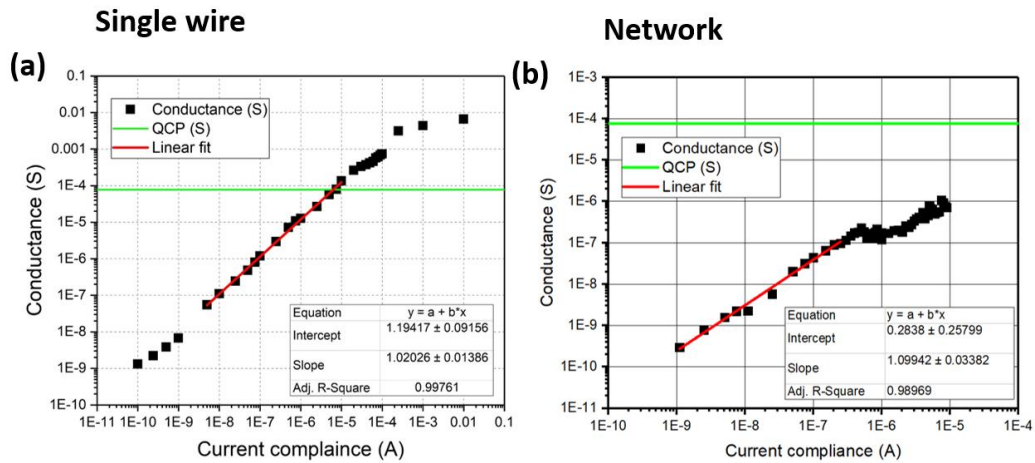 Single wire
Network
(a)
(b)
0.1
0.01
0.001
1E-4
1E-5
1E-6
1E-7
1E-8
1E-9
1E-10
Conductance (S)
Conductance (S)
QCP (S)
Linear fit
Equation y = a + b*x
Intercept 1.19417 ± 0.09156
Slope 1.02026 ± 0.01386
Adj. R-Square 0.99761
1E-11 1E-10 1E-9 1E-8 1E-7 1E-6 1E-5 1E-4 1E-3 0.01 0.1
Current complaince (A)
1E-3
1E-4
1E-5
1E-6
1E-7
1E-8
1E-9
1E-10
1E-11
Conductance (S)
Conductance (S)
QCP (S)
Linear fit
Equation y = a + b*x
Intercept 0.2838 ± 0.25799
Slope 1.09942 ± 0.03382
Adj. R-Square 0.98969
1E-10 1E-9 1E-8 1E-7 1E-6 1E-5 1E-4
Current compliance (A)